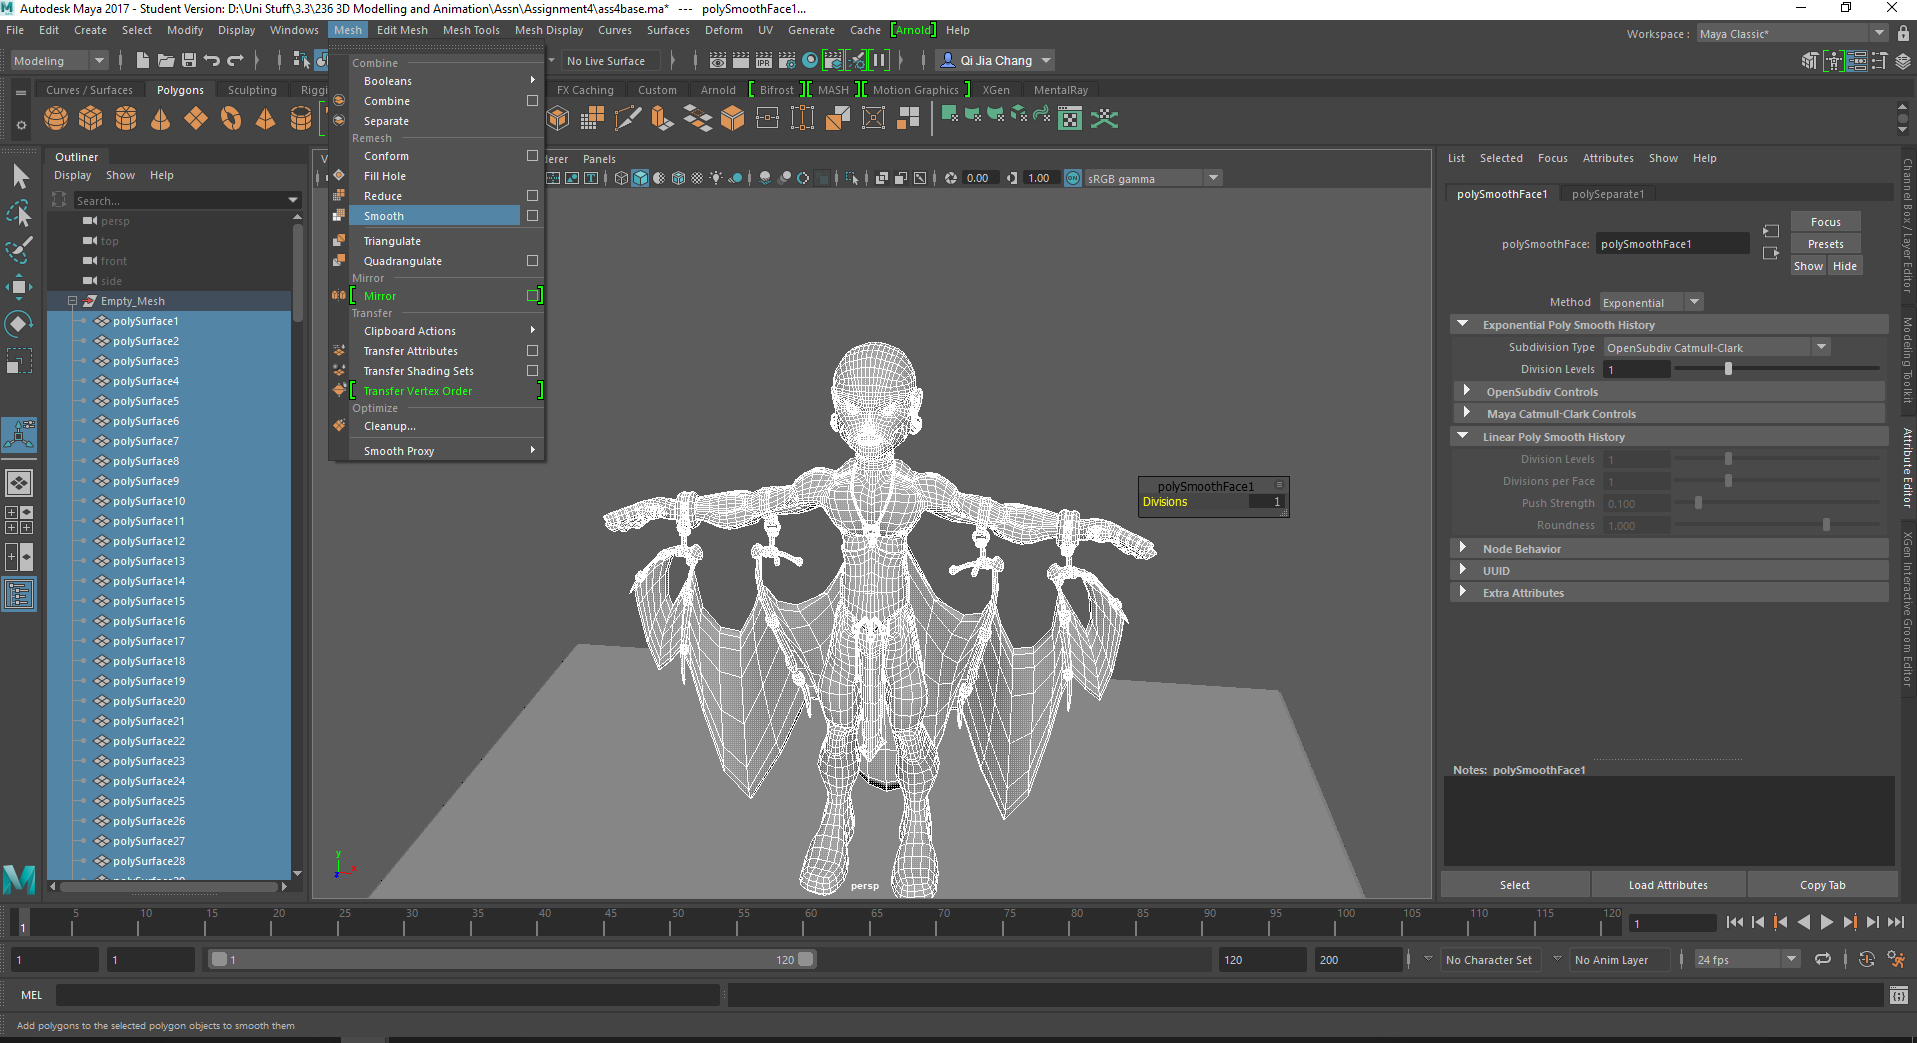 Autodesk Maya 2017 - Student Version: D:\Uni Stuff\3.3\236 3D Modelling and Animation\Assn\Assignment4\ass4base.ma*   ---   polySmoothFace1...
File Edit Create Select Modify Display Windows Mesh Edit Mesh Mesh Tools Mesh Display Curves Surfaces Deform UV Generate Cache [Arnold] Help
Workspace : Maya Classic*
Modeling
No Live Surface
IPR
Qi Jia Chang
Curves / Surfaces Polygons Sculpting Riggi
FX Caching Custom Arnold [ Bifrost ][ MASH ][ Motion Graphics ] XGen MentalRay
Combine
Booleans
Combine
Separate
Remesh
Conform
Fill Hole
Reduce
Smooth
Triangulate
Quadrangulate
Mirror
[ Mirror ]
Transfer
Clipboard Actions
Transfer Attributes
Transfer Shading Sets
[ Transfer Vertex Order ]
Optimize
Cleanup...
Smooth Proxy
Outliner
Display Show Help
Search...
persp
top
front
side
Empty_Mesh
polySurface1
polySurface2
polySurface3
polySurface4
polySurface5
polySurface6
polySurface7
polySurface8
polySurface9
polySurface10
polySurface11
polySurface12
polySurface13
polySurface14
polySurface15
polySurface16
polySurface17
polySurface18
polySurface19
polySurface20
polySurface21
polySurface22
polySurface23
polySurface24
polySurface25
polySurface26
polySurface27
polySurface28
V
lerer Panels
0.00 1.00 ON sRGB gamma
polySmoothFace1
Divisions 1
y
x
z
persp
List Selected Focus Attributes Show Help
polySmoothFace1 polySeparate1
polySmoothFace: polySmoothFace1
Focus
Presets
Show Hide
Method Exponential
Exponential Poly Smooth History
Subdivision Type OpenSubdiv Catmull-Clark
Division Levels 1
OpenSubdiv Controls
Maya Catmull-Clark Controls
Linear Poly Smooth History
Division Levels 1
Divisions per Face 1
Push Strength 0.100
Roundness 1.000
Node Behavior
UUID
Extra Attributes
Notes: polySmoothFace1
Select Load Attributes Copy Tab
Channel Box / Layer Editor
Modeling Toolkit
Attribute Editor
XGen Interactive Groom Editor
1 5 10 15 20 25 30 35 40 45 50 55 60 65 70 75 80 85 90 95 100 105 110 115 120 1
1 1 1 120 120 200 No Character Set No Anim Layer 24 fps
MEL
Add polygons to the selected polygon objects to smooth them